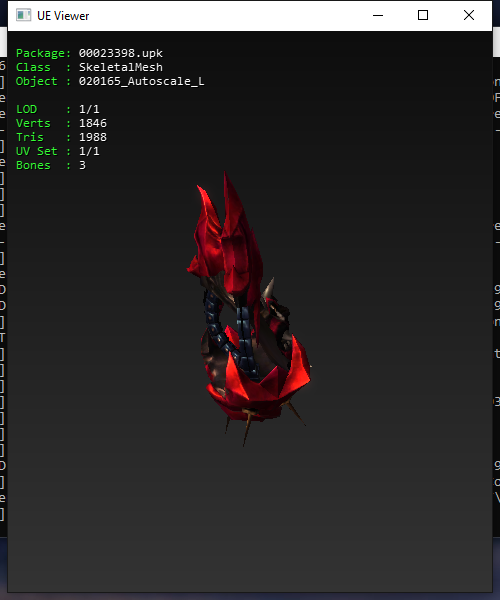 UE Viewer
Package: 00023398.upk
Class : SkeletalMesh
Object : 020165_Autoscale_L
LOD : 1/1
Verts : 1846
Tris : 1988
UV Set : 1/1
Bones : 3